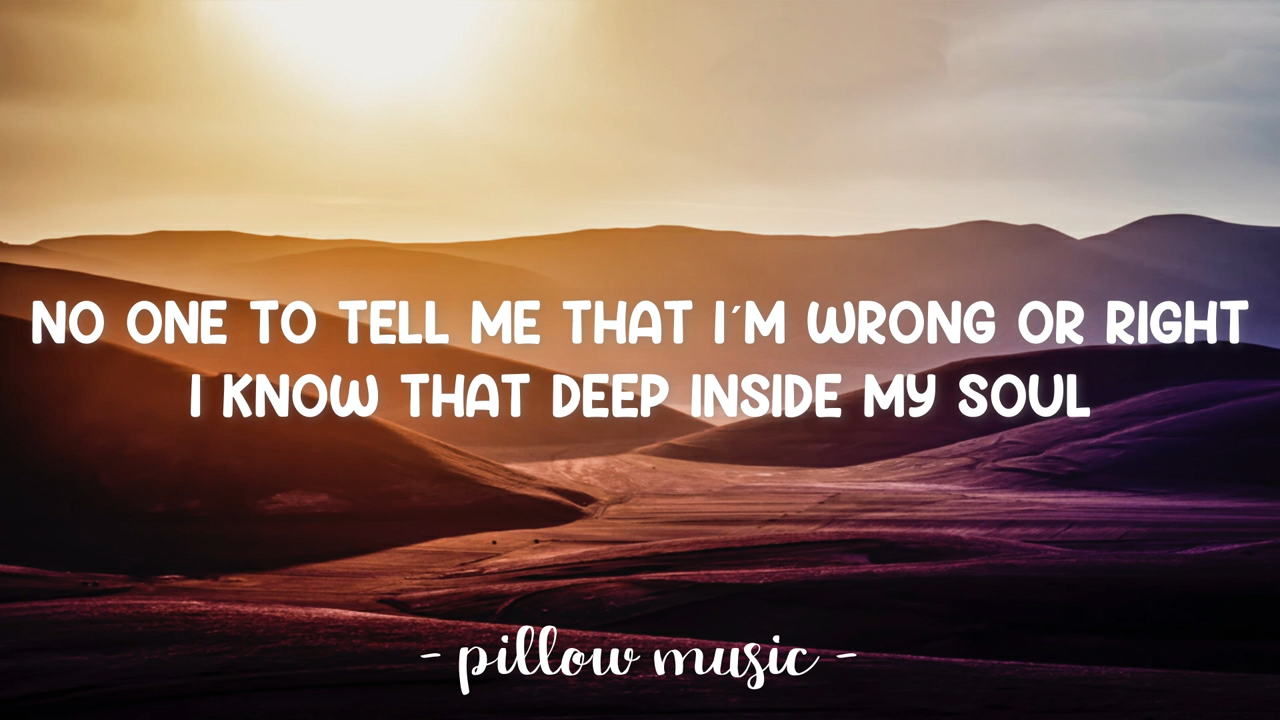 NO ONE TO TELL ME THAT I´M WRONG OR RIGHT
I KNOW THAT DEEP INSIDE MY SOUL
- pillow music -